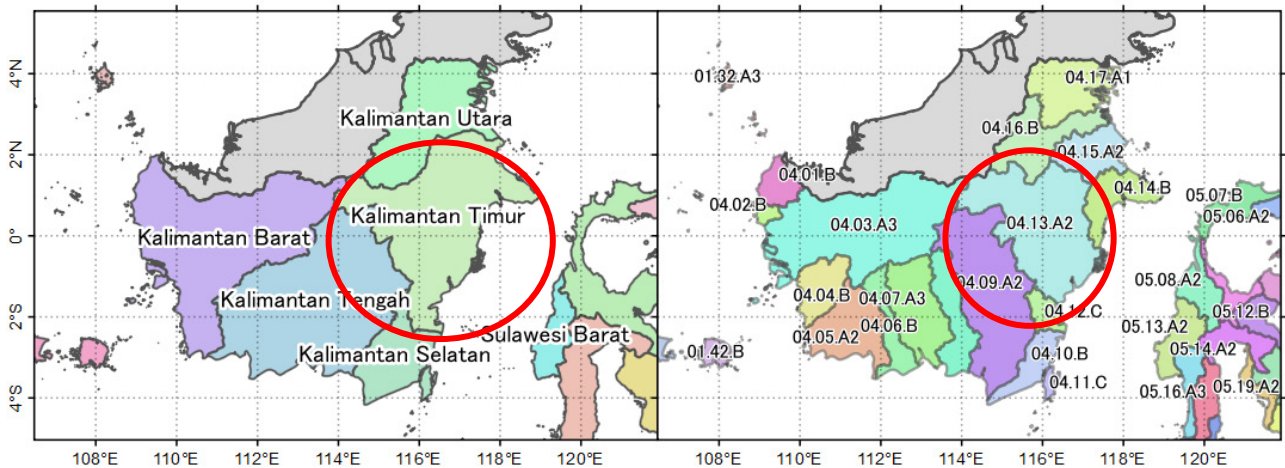 4°N
2°N
0°
2°S
4°S
Kalimantan Utara
Kalimantan Timur
Kalimantan Barat
Kalimantan Tengah
Sulawesi Barat
Kalimantan Selatan
108°E 110°E 112°E 114°E 116°E 118°E 120°E
01.32.A3
04.17.A1
04.16.B
04.15.A2
04.01.B
04.14.B
04.02.B
05.07.B
05.06.A2
04.13.A2
04.03.A3
04.09.A2
05.08.A2
04.04.B
04.07.A3
04.12.C
05.12.B
04.05.A2
04.06.B
05.13.A2
01.42.B
04.10.B
05.14.A2
04.11.C
05.16.A3
05.19.A2
108°E 110°E 112°E 114°E 116°E 118°E 120°E
4°N
2°N
0°
2°S
4°S